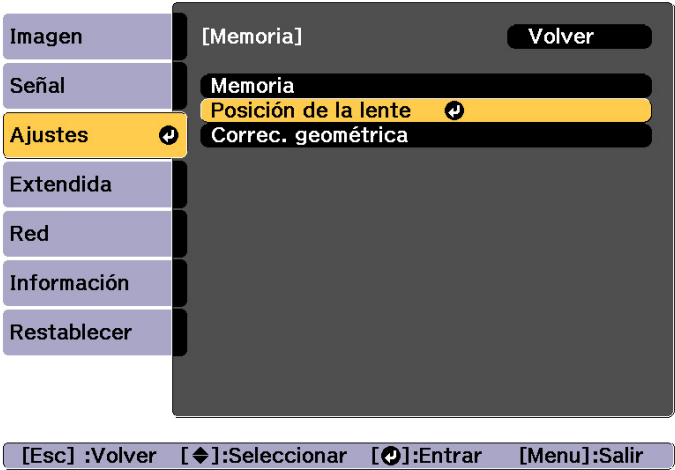 Imagen
Señal
Ajustes
Extendida
Red
Información
Restablecer
[Memoria]
Volver
Memoria
Posición de la lente
Correc. geométrica
[Esc] :Volver [◆]:Seleccionar [↵]:Entrar [Menu]:Salir